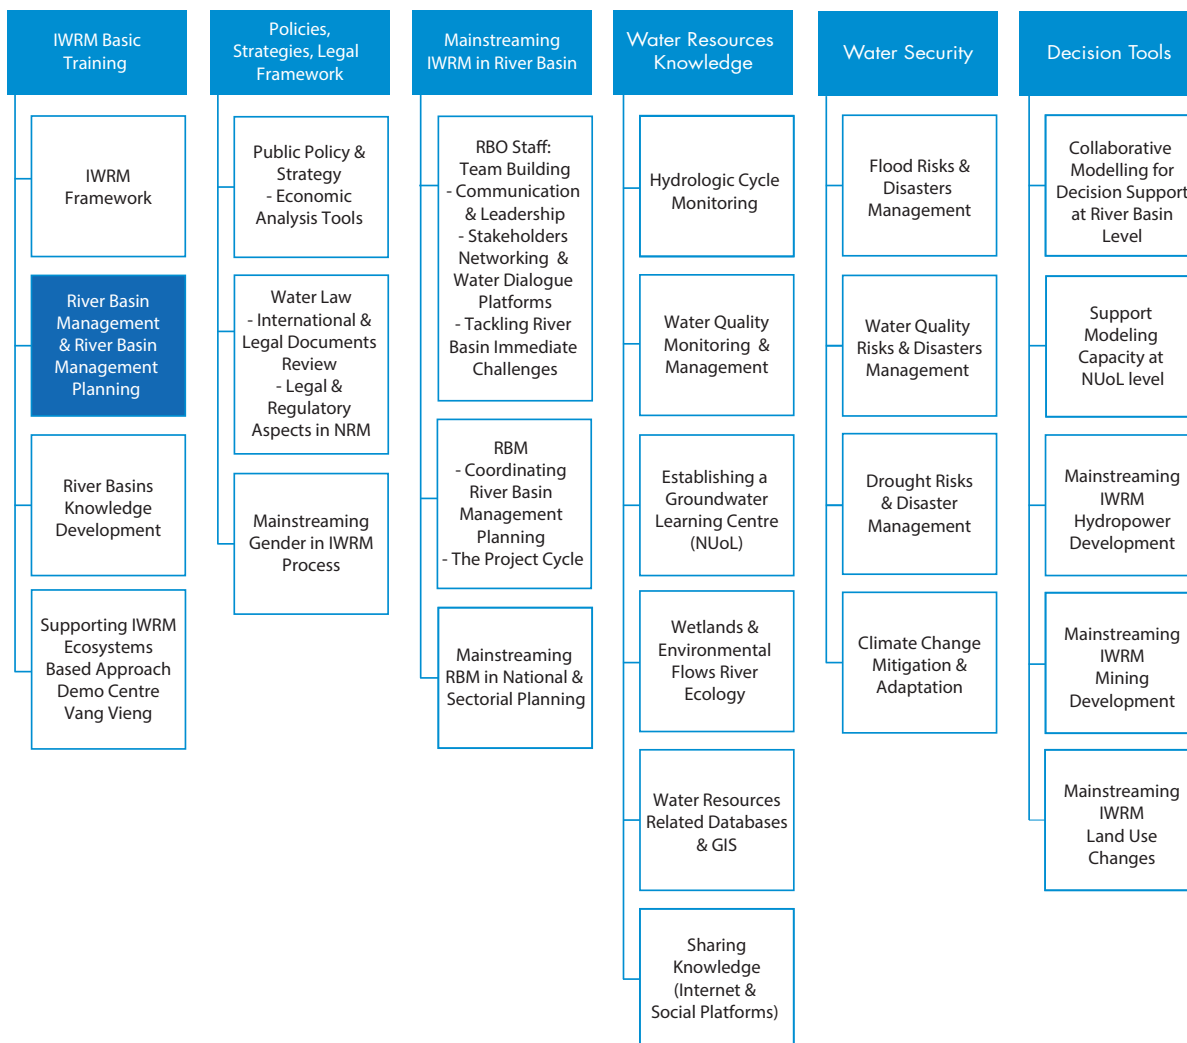 IWRM Basic
Training
IWRM
Framework
River Basin
Management
& River Basin
Management
Planning
River Basins
Knowledge
Development
Supporting IWRM
Ecosystems
Based Approach
Demo Centre
Vang Vieng
Policies,
Strategies, Legal
Framework
Public Policy &
Strategy
- Economic
Analysis Tools
Water Law
- International &
Legal Documents
Review
- Legal &
Regulatory
Aspects in NRM
Mainstreaming
Gender in IWRM
Process
Mainstreaming
IWRM in River Basin
RBO Staff:
Team Building
- Communication
& Leadership
- Stakeholders
Networking &
Water Dialogue
Platforms
- Tackling River
Basin Immediate
Challenges
RBM
- Coordinating
River Basin
Management
Planning
- The Project Cycle
Mainstreaming
RBM in National &
Sectorial Planning
Water Resources
Knowledge
Hydrologic Cycle
Monitoring
Water Quality
Monitoring &
Management
Establishing a
Groundwater
Learning Centre
(NUoL)
Wetlands &
Environmental
Flows River
Ecology
Water Resources
Related Databases
& GIS
Sharing
Knowledge
(Internet &
Social Platforms)
Water Security
Flood Risks &
Disasters
Management
Water Quality
Risks & Disasters
Management
Drought Risks
& Disaster
Management
Climate Change
Mitigation &
Adaptation
Decision Tools
Collaborative
Modelling for
Decision Support
at River Basin
Level
Support
Modeling
Capacity at
NUoL level
Mainstreaming
IWRM
Hydropower
Development
Mainstreaming
IWRM
Mining
Development
Mainstreaming
IWRM
Land Use
Changes